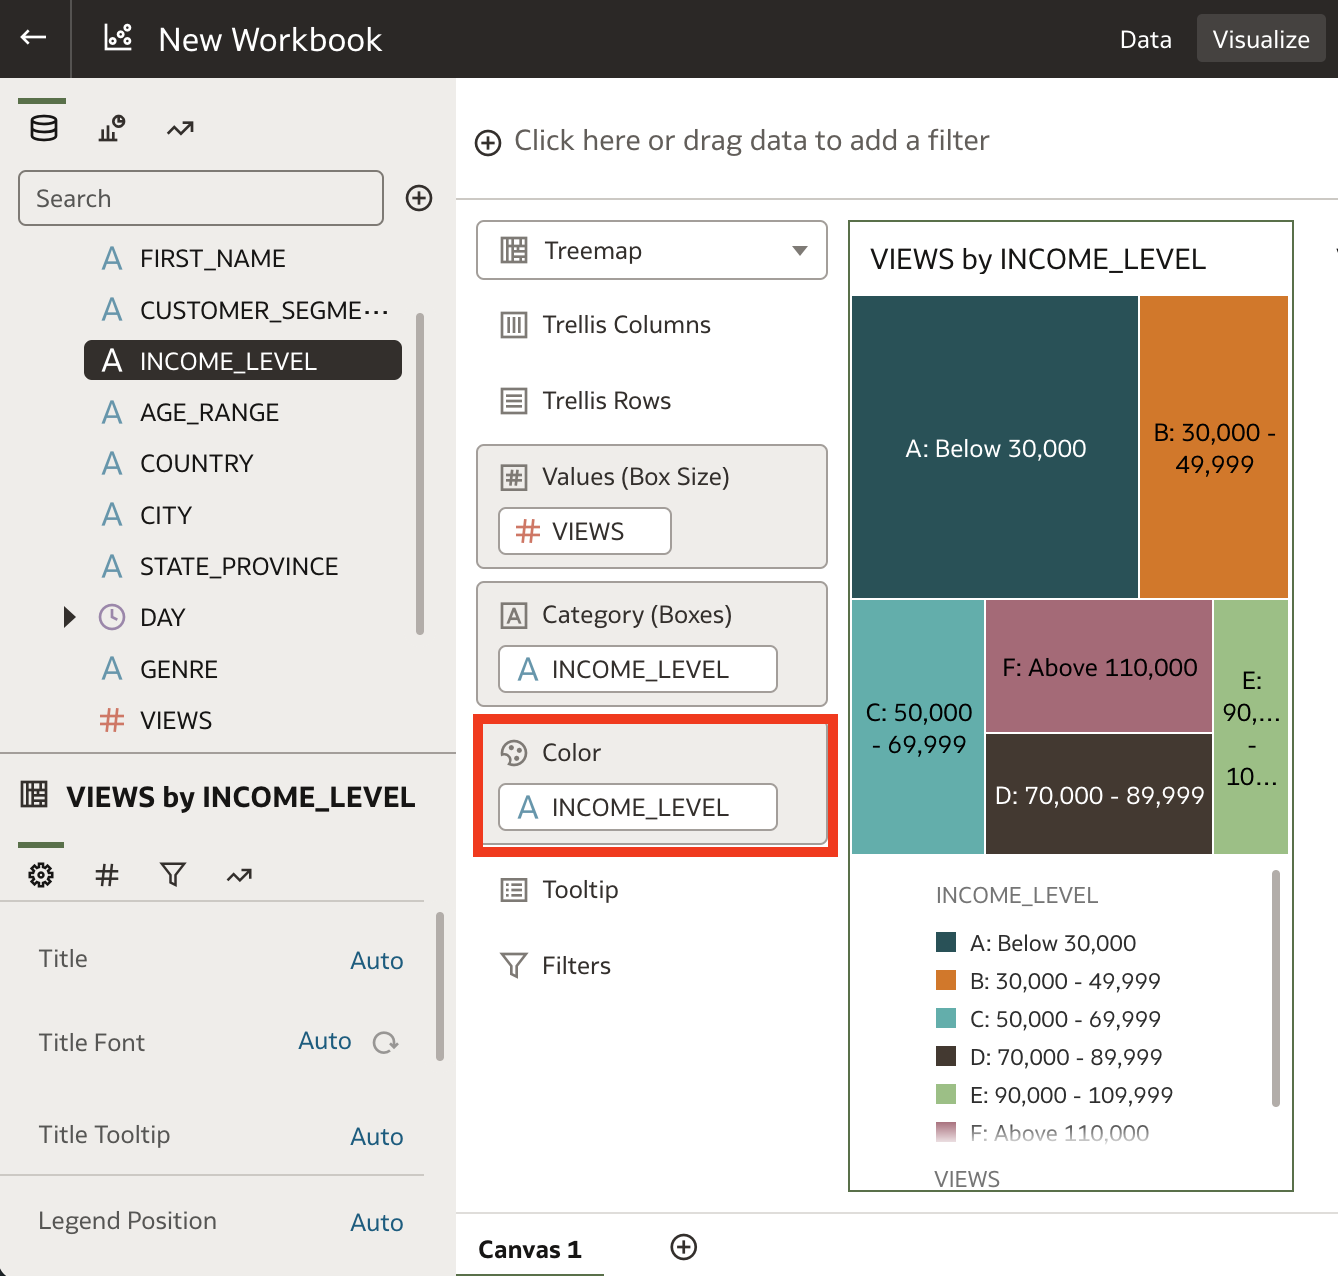 New Workbook
Data
Visualize
Search
FIRST_NAME
CUSTOMER_SEGME...
INCOME_LEVEL
AGE_RANGE
COUNTRY
CITY
STATE_PROVINCE
DAY
GENRE
VIEWS
VIEWS by INCOME_LEVEL
Title
Auto
Title Font
Auto
Title Tooltip
Auto
Legend Position
Auto
Click here or drag data to add a filter
Treemap
Trellis Columns
Trellis Rows
Values (Box Size)
VIEWS
Category (Boxes)
INCOME_LEVEL
Color
INCOME_LEVEL
Tooltip
Filters
VIEWS by INCOME_LEVEL
A: Below 30,000
B: 30,000 -
49,999
C: 50,000
- 69,999
F: Above 110,000
D: 70,000 - 89,999
E:
90,...
-
10...
INCOME_LEVEL
A: Below 30,000
B: 30,000 - 49,999
C: 50,000 - 69,999
D: 70,000 - 89,999
E: 90,000 - 109,999
F: Above 110,000
VIEWS
Canvas 1